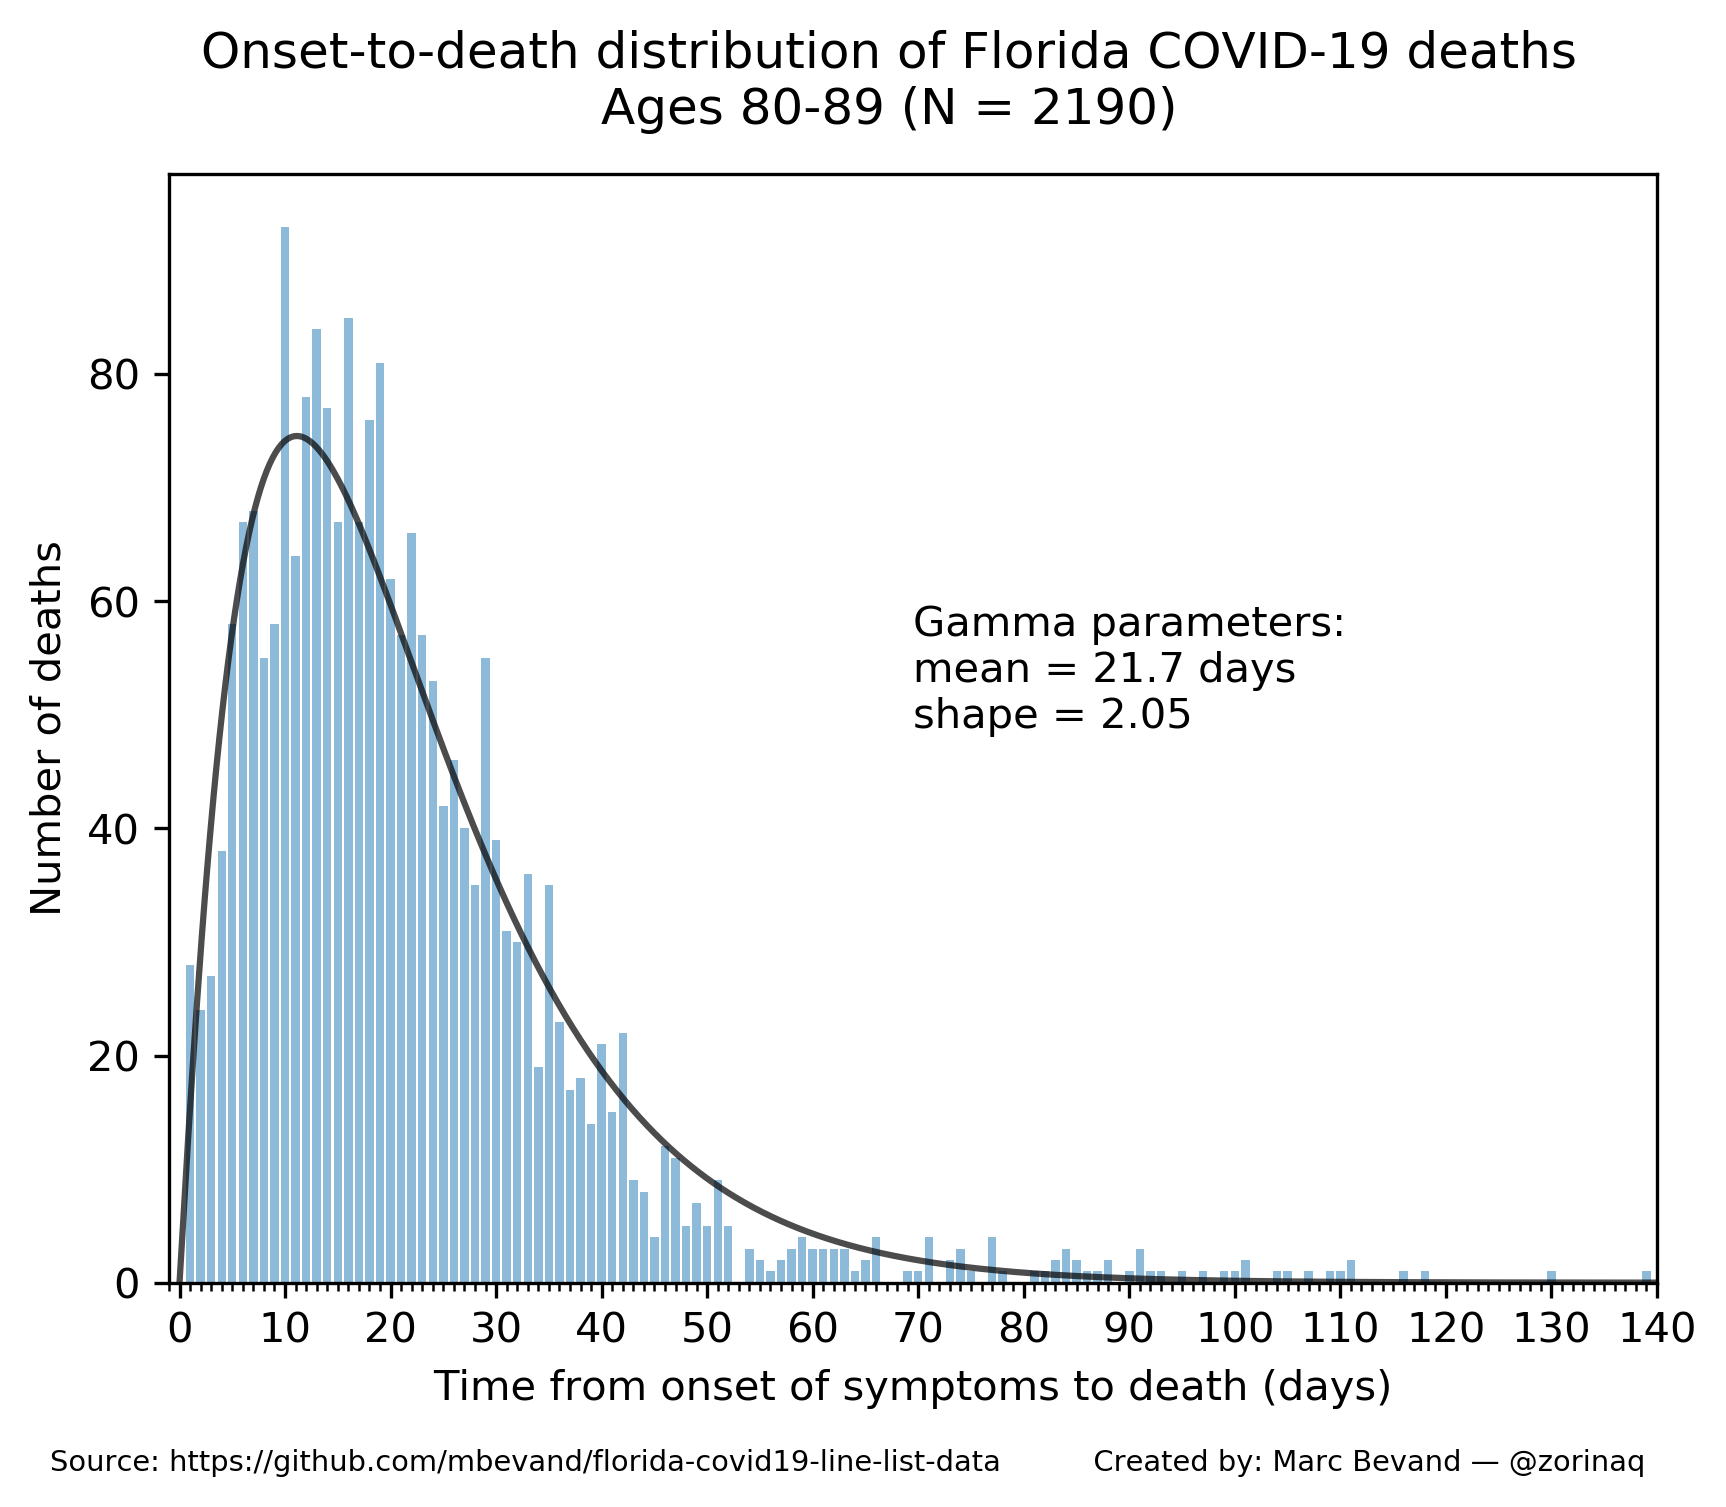 Onset-to-death distribution of Florida COVID-19 deaths
Ages 80-89 (N = 2190)
Number of deaths
80
60
40
20
0
Gamma parameters:
mean = 21.7 days
shape = 2.05
0 10 20 30 40 50 60 70 80 90 100 110 120 130 140
Time from onset of symptoms to death (days)
Source: https://github.com/mbevand/florida-covid19-line-list-data
Created by: Marc Bevand — @zorinaq